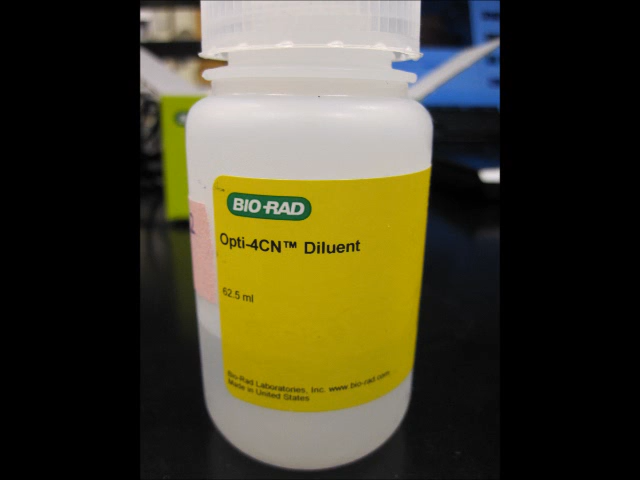 BIO-RAD
Opti-4CN™ Diluent
62.5 ml
Bio-Rad Laboratories, Inc. www.bio-rad.com
Made in United States